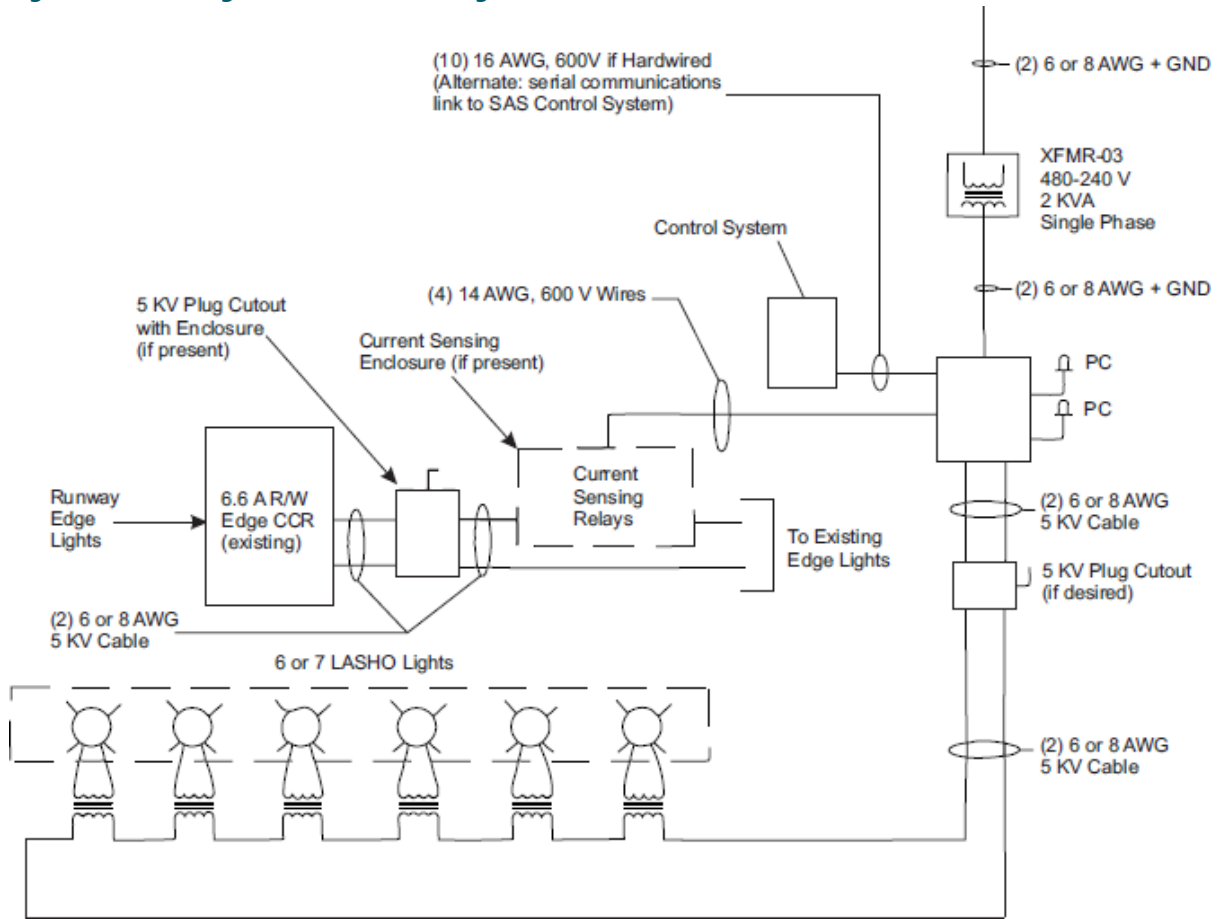 (10) 16 AWG, 600V if Hardwired
(Alternate: serial communications
link to SAS Control System)
(2) 6 or 8 AWG + GND
XFMR-03
480-240 V
2 KVA
Single Phase
Control System
(2) 6 or 8 AWG + GND
(4) 14 AWG, 600 V Wires
5 KV Plug Cutout
with Enclosure
(if present)
Current Sensing
Enclosure (if present)
PC
PC
Runway
Edge
Lights
6.6 A R/W
Edge CCR
(existing)
Current
Sensing
Relays
To Existing
Edge Lights
(2) 6 or 8 AWG
5 KV Cable
5 KV Plug Cutout
(if desired)
(2) 6 or 8 AWG
5 KV Cable
6 or 7 LASHO Lights
(2) 6 or 8 AWG
5 KV Cable